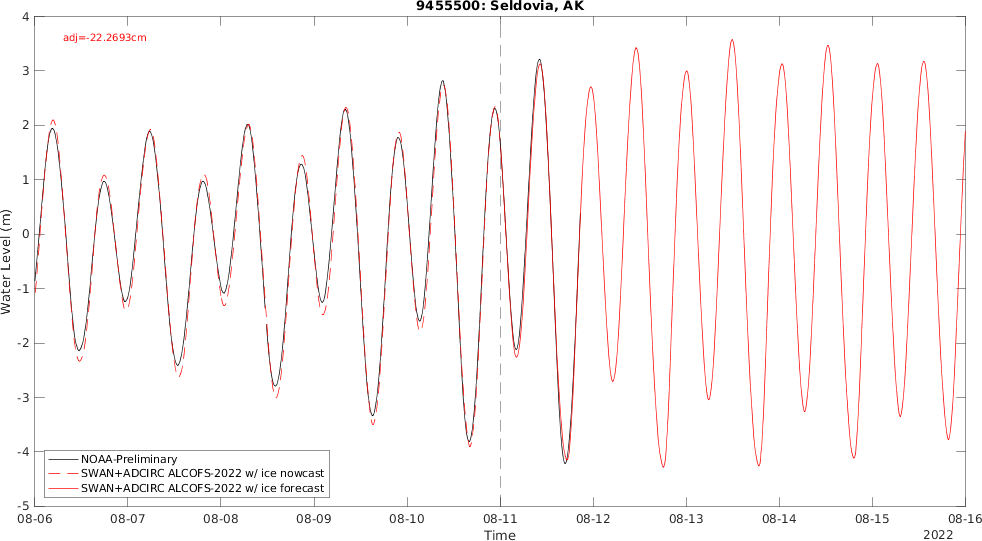 9455500: Seldovia, AK
adj=-22.2693cm
4
3
2
1
0
-1
-2
-3
-4
-5
Water Level (m)
NOAA-Preliminary
SWAN+ADCIRC ALCOFS-2022 w/ ice nowcast
SWAN+ADCIRC ALCOFS-2022 w/ ice forecast
08-06 08-07 08-08 08-09 08-10 08-11 08-12 08-13 08-14 08-15 08-16
Time
2022